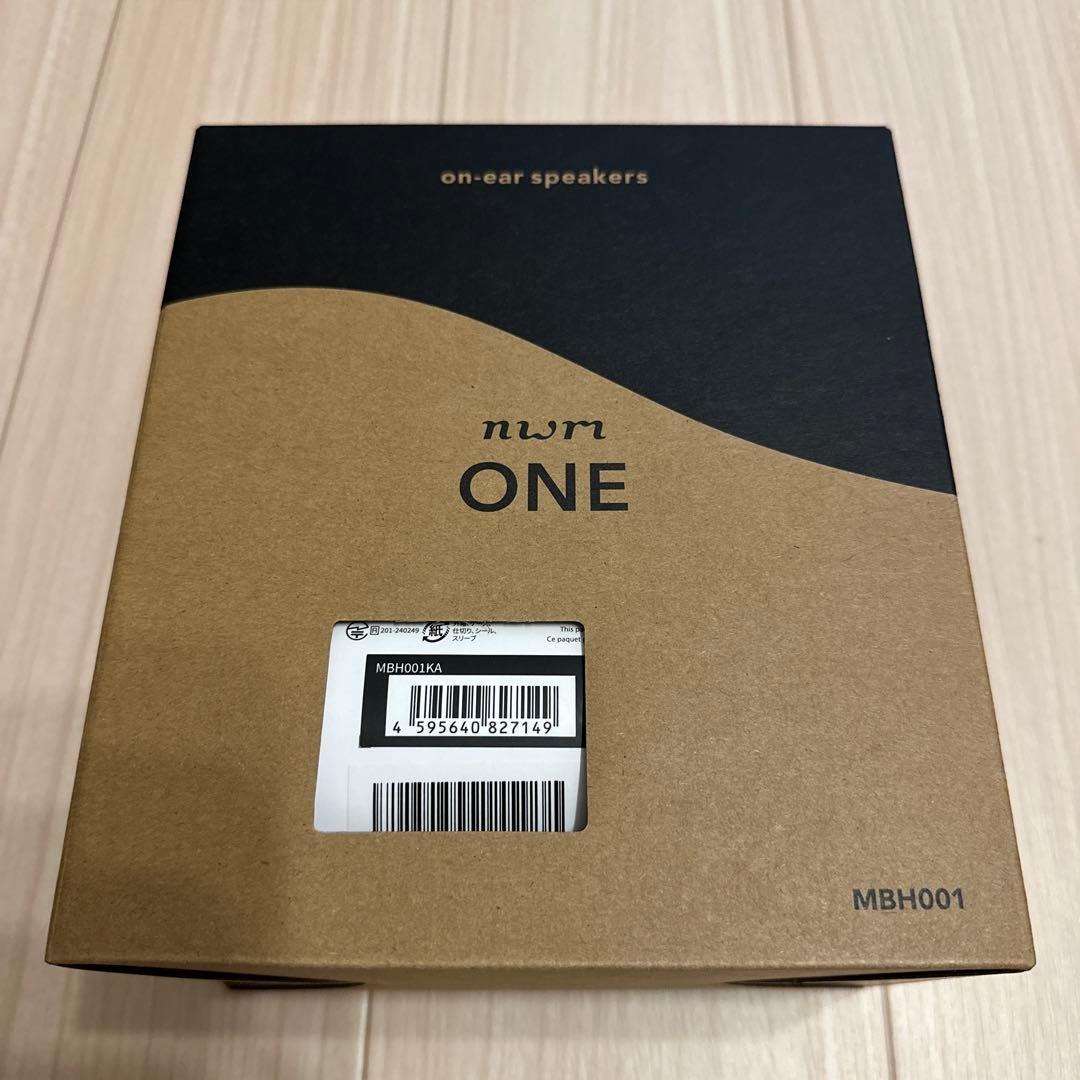 on-ear speakers
nwm
ONE
R 201-240249
紙
仕切り、シール、
スリーブ
This
Ce paquet
MBH001KA
4 595640 827149
MBH001